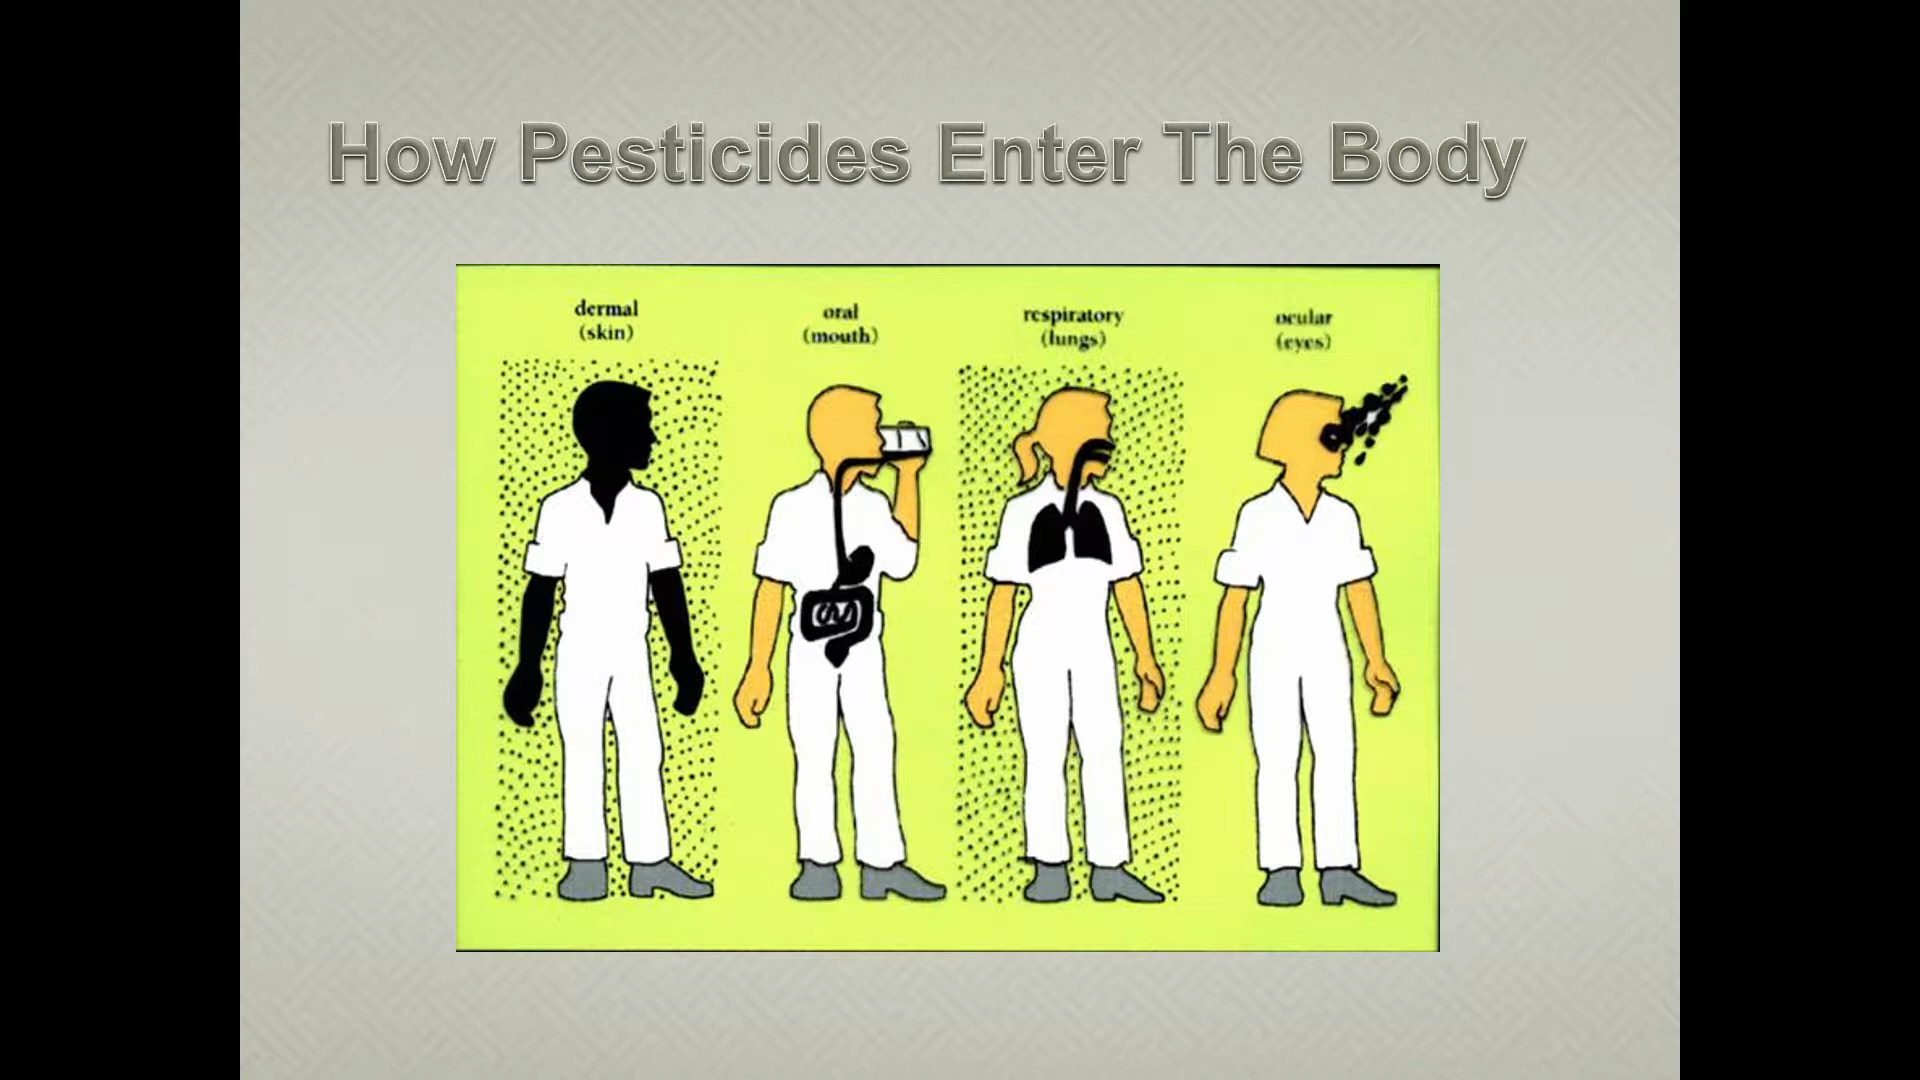 How Pesticides Enter The Body
dermal
(skin)
oral
(mouth)
respiratory
(lungs)
ocular
(eyes)